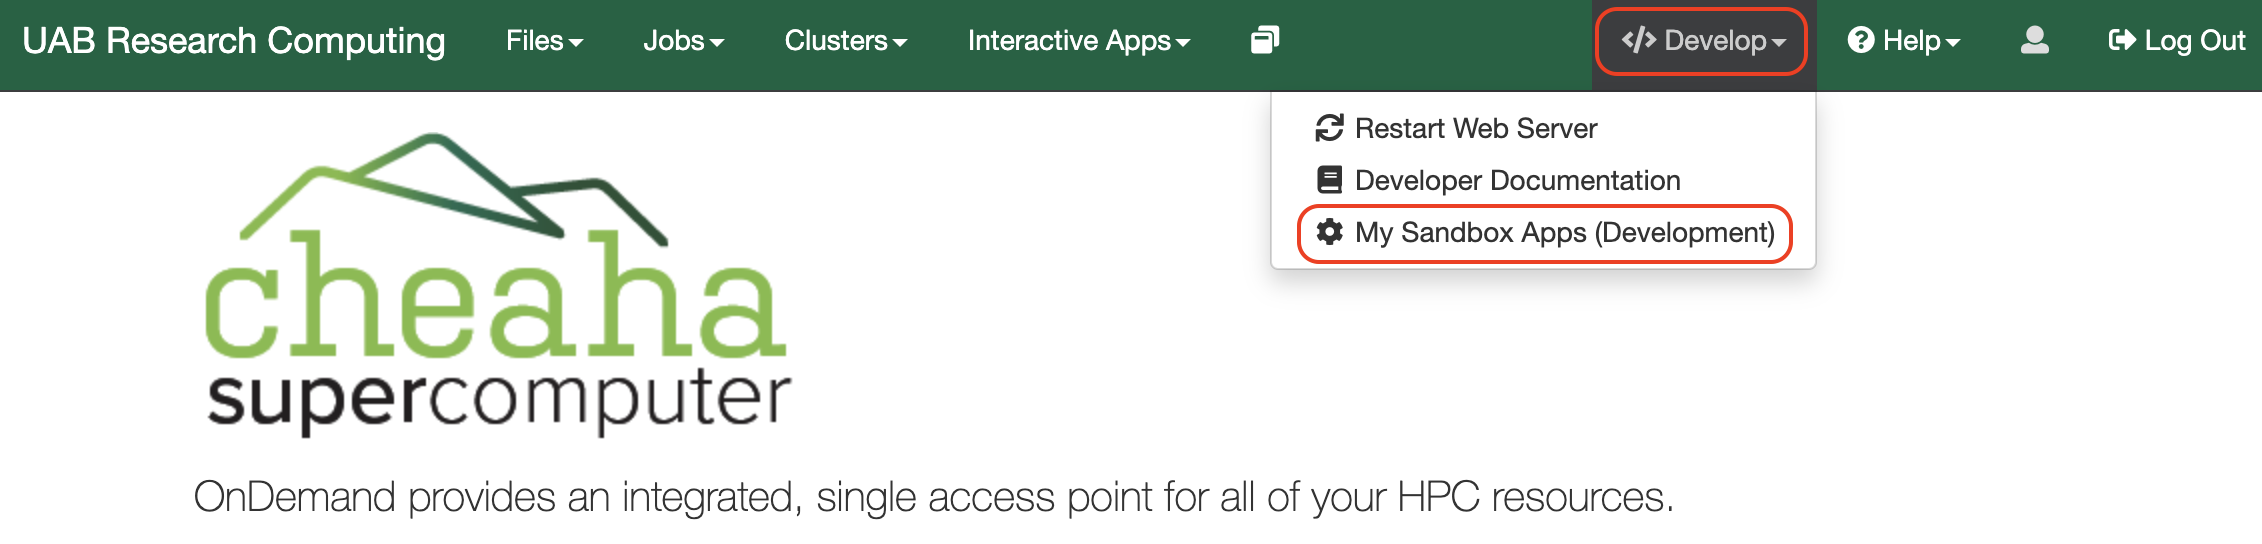 UAB Research Computing Files Jobs Clusters Interactive Apps </> Develop Help Log Out
Restart Web Server
Developer Documentation
My Sandbox Apps (Development)
cheaha
supercomputer
OnDemand provides an integrated, single access point for all of your HPC resources.